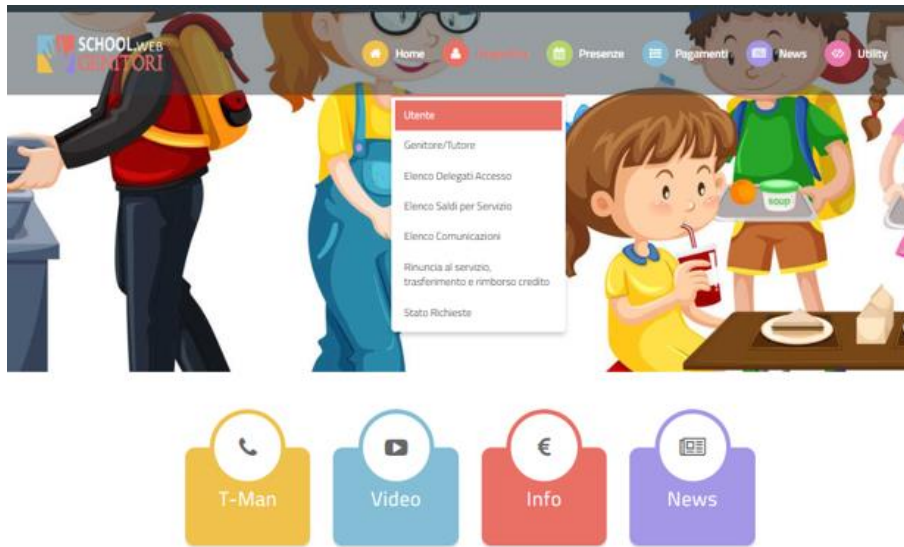 SCHOOL.WEB
GENITORI
Home
Presenze
Pagamenti
News
Utility
Utente
Genitore/Tutore
Elenco Delegati Accesso
Elenco Saldi per Servizio
Elenco Comunicazioni
Rinuncia al servizio,
trasferimento e rimborso credito
Stato Richieste
soup
T-Man
Video
Info
News